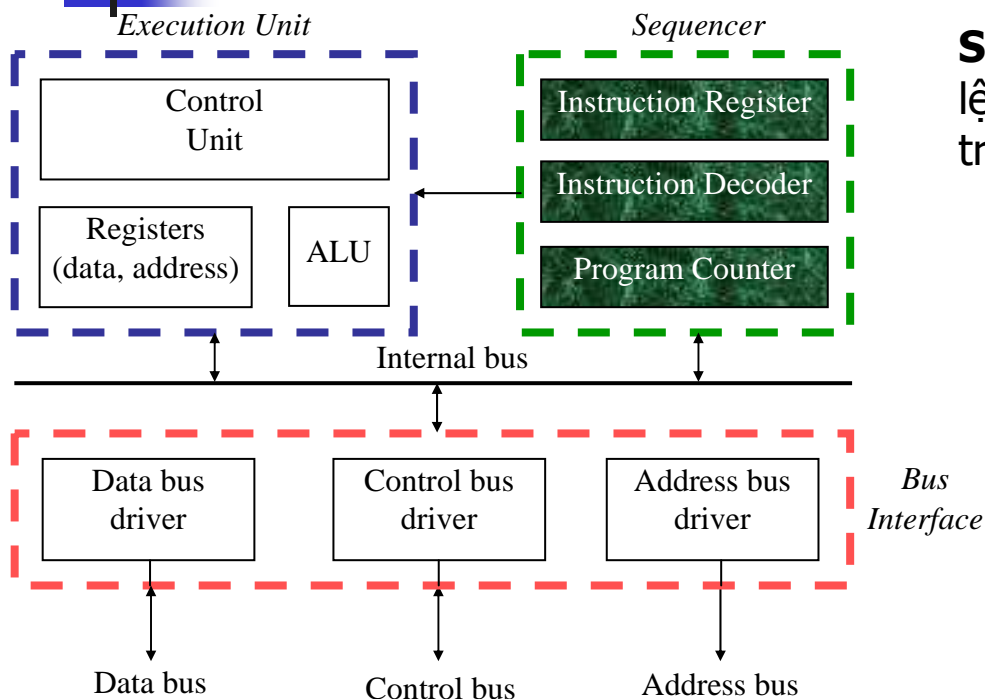 Execution Unit
Sequencer
Control
Unit
Registers
(data, address)
ALU
Instruction Register
Instruction Decoder
Program Counter
Internal bus
Data bus
driver
Control bus
driver
Address bus
driver
Bus
Interface
Data bus
Control bus
Address bus